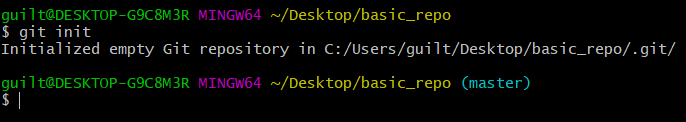 guilt@DESKTOP-G9C8M3R MINGW64 ~/Desktop/basic_repo
$ git init
Initialized empty Git repository in C:/Users/guilt/Desktop/basic_repo/.git/
guilt@DESKTOP-G9C8M3R MINGW64 ~/Desktop/basic_repo (master)
$